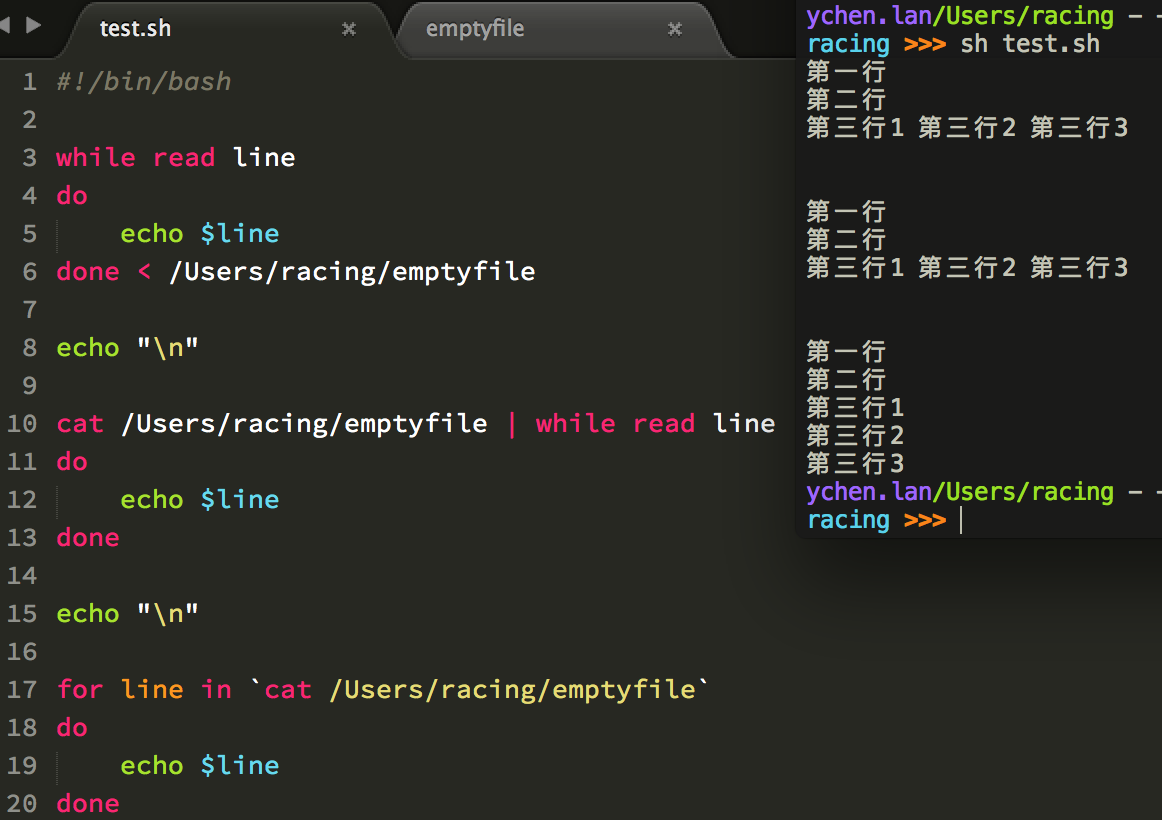 test.sh
emptyfile
1 #!/bin/bash
2
3 while read line
4 do
5     echo $line
6 done < /Users/racing/emptyfile
7
8 echo "\n"
9
10 cat /Users/racing/emptyfile | while read line
11 do
12     echo $line
13 done
14
15 echo "\n"
16
17 for line in `cat /Users/racing/emptyfile`
18 do
19     echo $line
20 done
ychen.lan/Users/racing - -
racing >>> sh test.sh
第一行
第二行
第三行1 第三行2 第三行3
第一行
第二行
第三行1 第三行2 第三行3
第一行
第二行
第三行1
第三行2
第三行3
ychen.lan/Users/racing - -
racing >>>